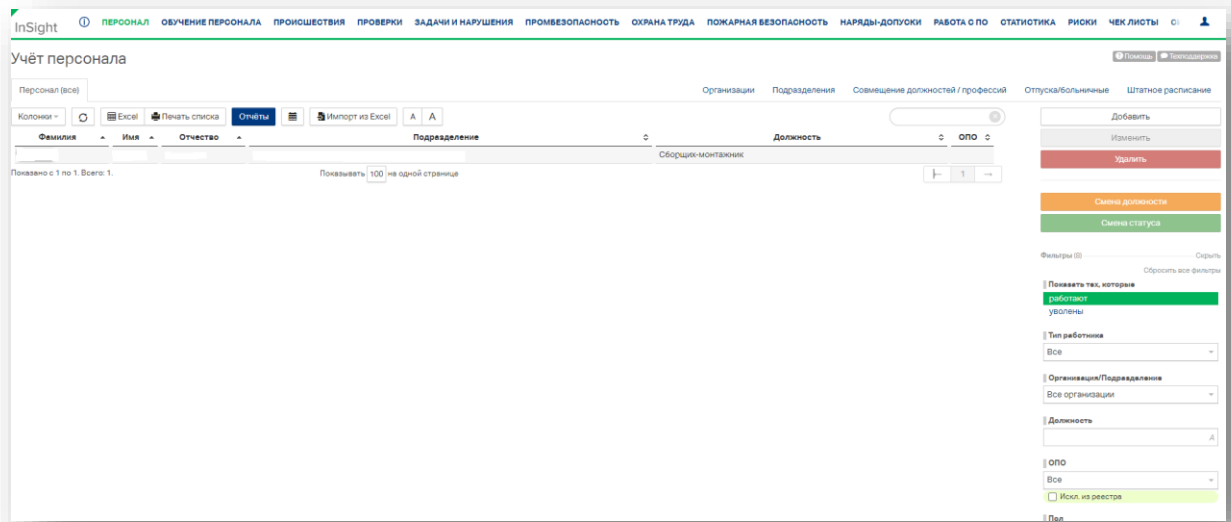 InSight
ПЕРСОНАЛ ОБУЧЕНИЕ ПЕРСОНАЛА ПРОИСШЕСТВИЯ ПРОВЕРКИ ЗАДАЧИ И НАРУШЕНИЯ ПРОМБЕЗОПАСНОСТЬ ОХРАНА ТРУДА ПОЖАРНАЯ БЕЗОПАСНОСТЬ НАРЯДЫ-ДОПУСКИ РАБОТА С ПО СТАТИСТИКА РИСКИ ЧЕК ЛИСТЫ
Учёт персонала
Помощь Техподдержка
Персонал (все) Организации Подразделения Совмещение должностей / профессий Отпуска/больничные Штатное расписание
Колонки Excel Печать списка Отчёты Импорт из Excel A A
Фамилия Имя Отчество Подразделение Должность ОПО
Сборщик-монтажник
Показано с 1 по 1. Всего: 1. Показывать 100 на одной странице 1
Добавить
Изменить
Удалить
Смена должности
Смена статуса
Фильтры (0) Скрыть
Сбросить все фильтры
Показать тех, которые
работают
уволены
Тип работника
Все
Организация/Подразделение
Все организации
Должность
ОПО
Все
Искл. из реестра
Пол